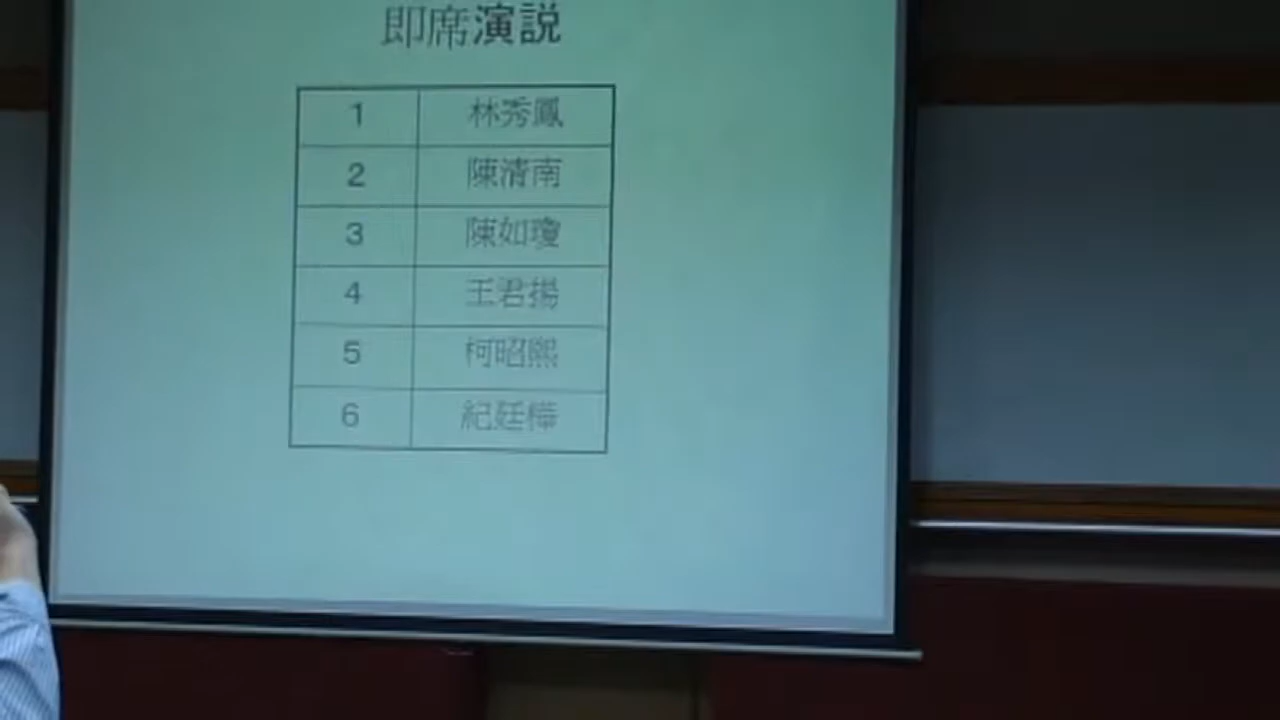 即席演説
1 林秀鳳
2 陳清南
3 陳如瓊
4 王君揚
5 柯昭熙
6 紀廷樺